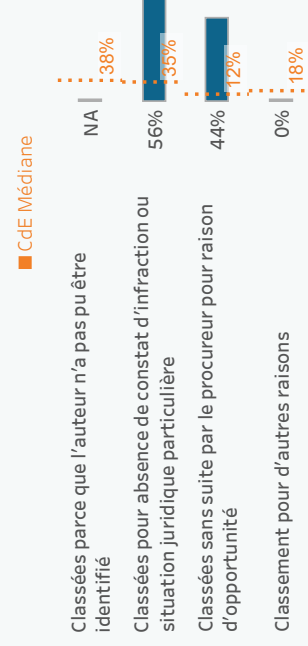 CdE Médiane
Classées parce que l'auteur n'a pas pu être
identifié
NA
38%
Classées pour absence de constat d'infraction ou
situation juridique particulière
56%
35%
Classées sans suite par le procureur pour raison
d'opportunité
44%
12%
Classement pour d'autres raisons
0%
18%